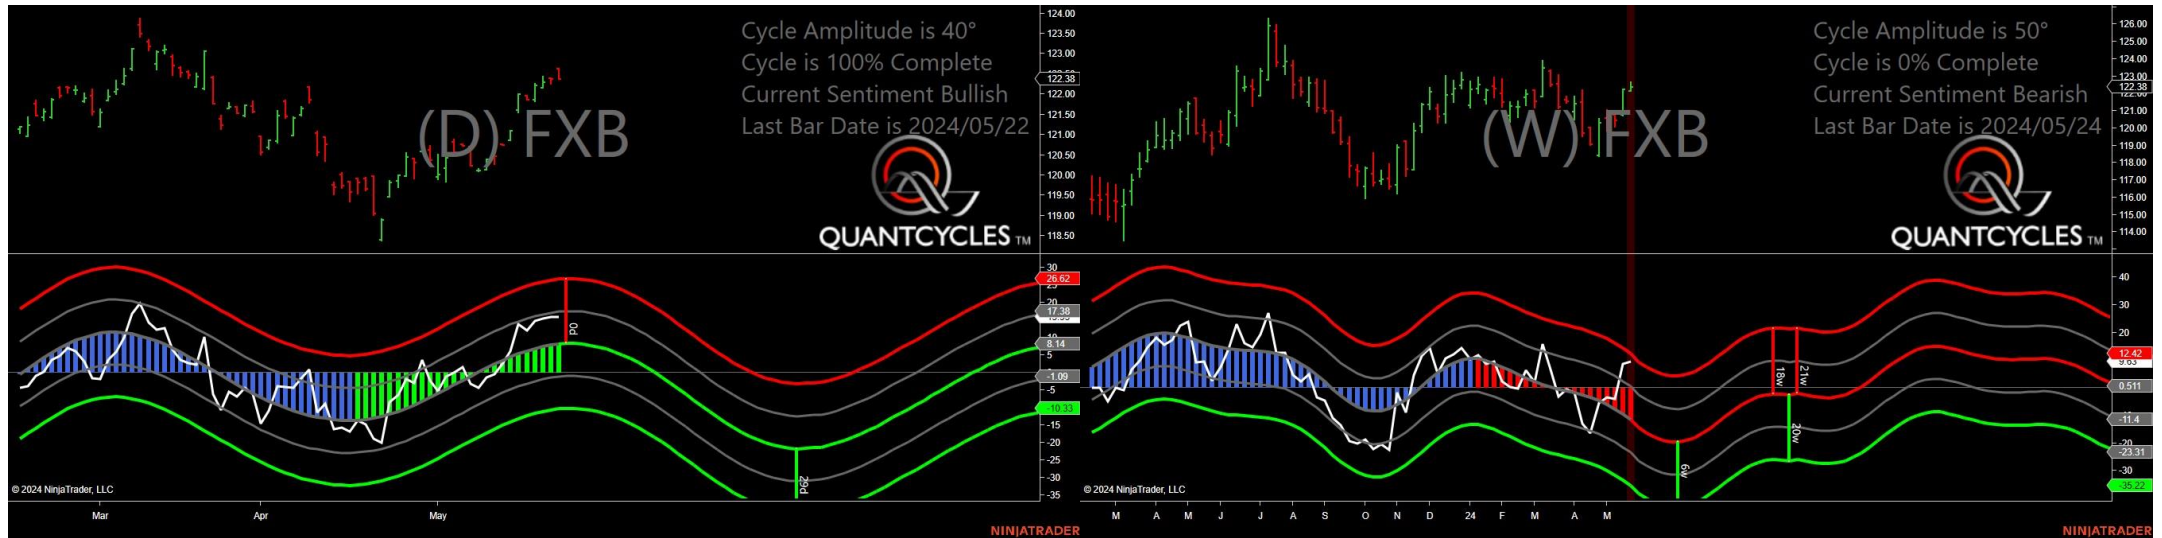 Cycle Amplitude is 40°
Cycle is 100% Complete
Current Sentiment Bullish
Last Bar Date is 2024/05/22
(D) FXB
QUANTCYCLES TM
124.00
123.50
123.00
122.38
122.00
121.50
121.00
120.50
120.00
119.50
119.00
118.50
30
26.62
20
17.38
8.14
5
-1.09
-5
-10.33
-15
-20
-25
-30
-35
0d
29d
© 2024 NinjaTrader, LLC
Mar Apr May
NINJATRADER
Cycle Amplitude is 50°
Cycle is 0% Complete
Current Sentiment Bearish
Last Bar Date is 2024/05/24
(W) FXB
QUANTCYCLES TM
126.00
125.00
124.00
123.00
122.38
121.00
120.00
119.00
118.00
117.00
116.00
115.00
114.00
40
30
20
12.42
9.63
0.511
-11.4
-20
-23.31
-30
-35.22
6w
18w
20w
21w
© 2024 NinjaTrader, LLC
M A M J J A S O N D 24 F M A M
NINJATRADER